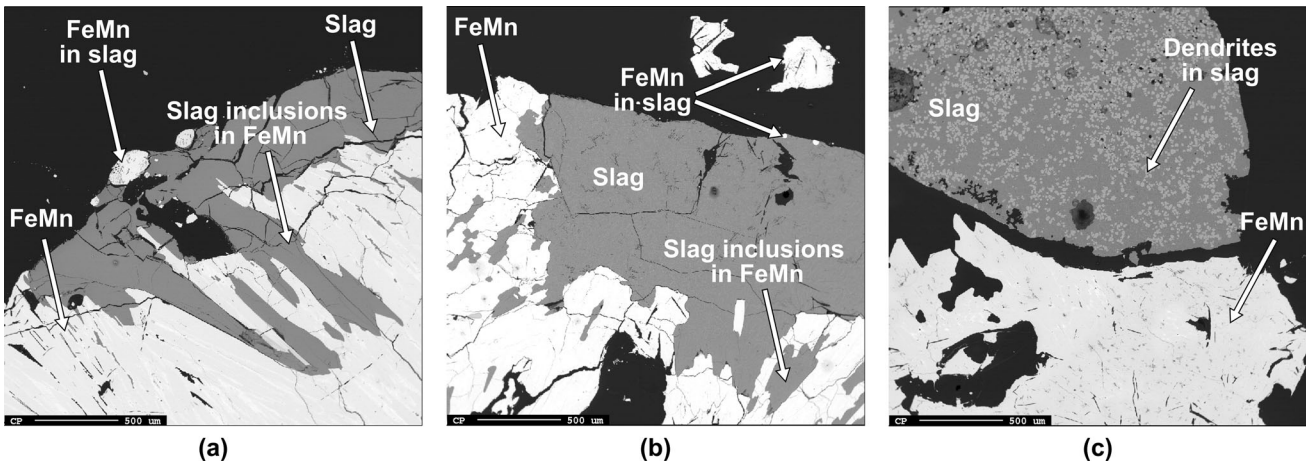 FeMn
in slag
Slag
Slag inclusions
in FeMn
FeMn
CP 500 um
(a)
FeMn
FeMn
in slag
Slag
Slag inclusions
in FeMn
CP 500 um
(b)
Dendrites
in slag
Slag
FeMn
CP 500 um
(c)